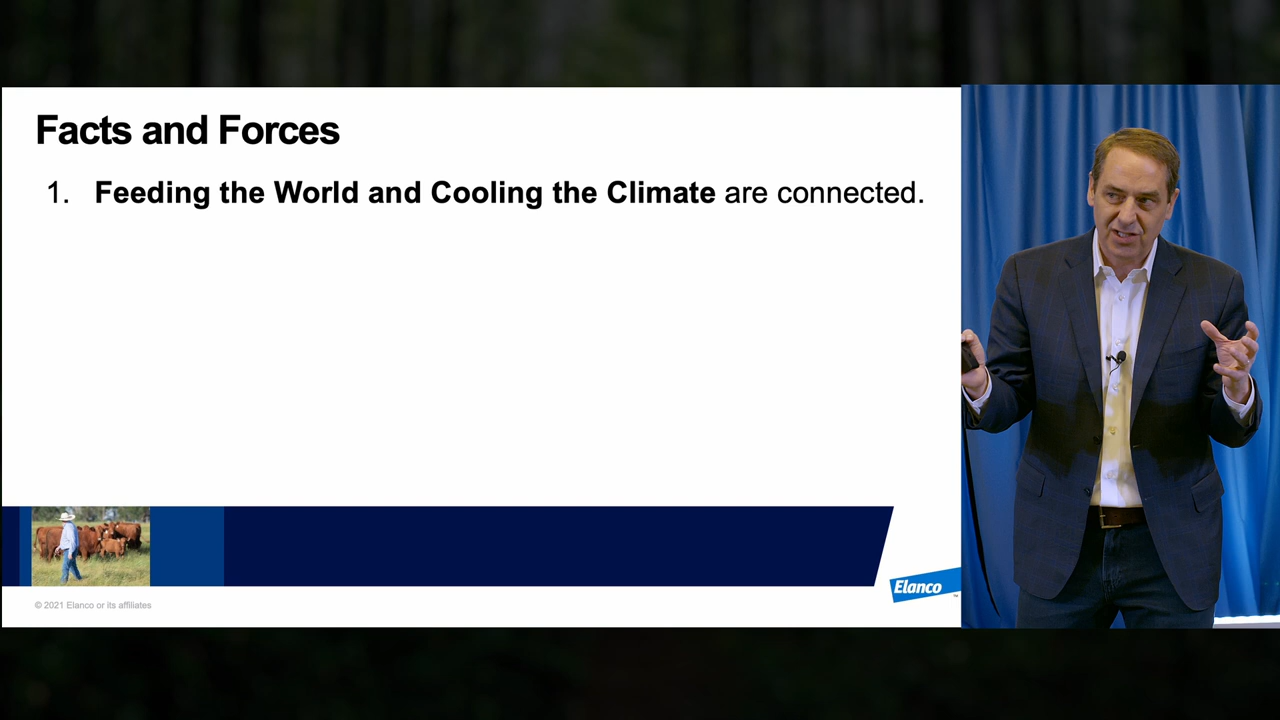 Facts and Forces
1. Feeding the World and Cooling the Climate are connected.
© 2021 Elanco or its affiliates
Elanco
™